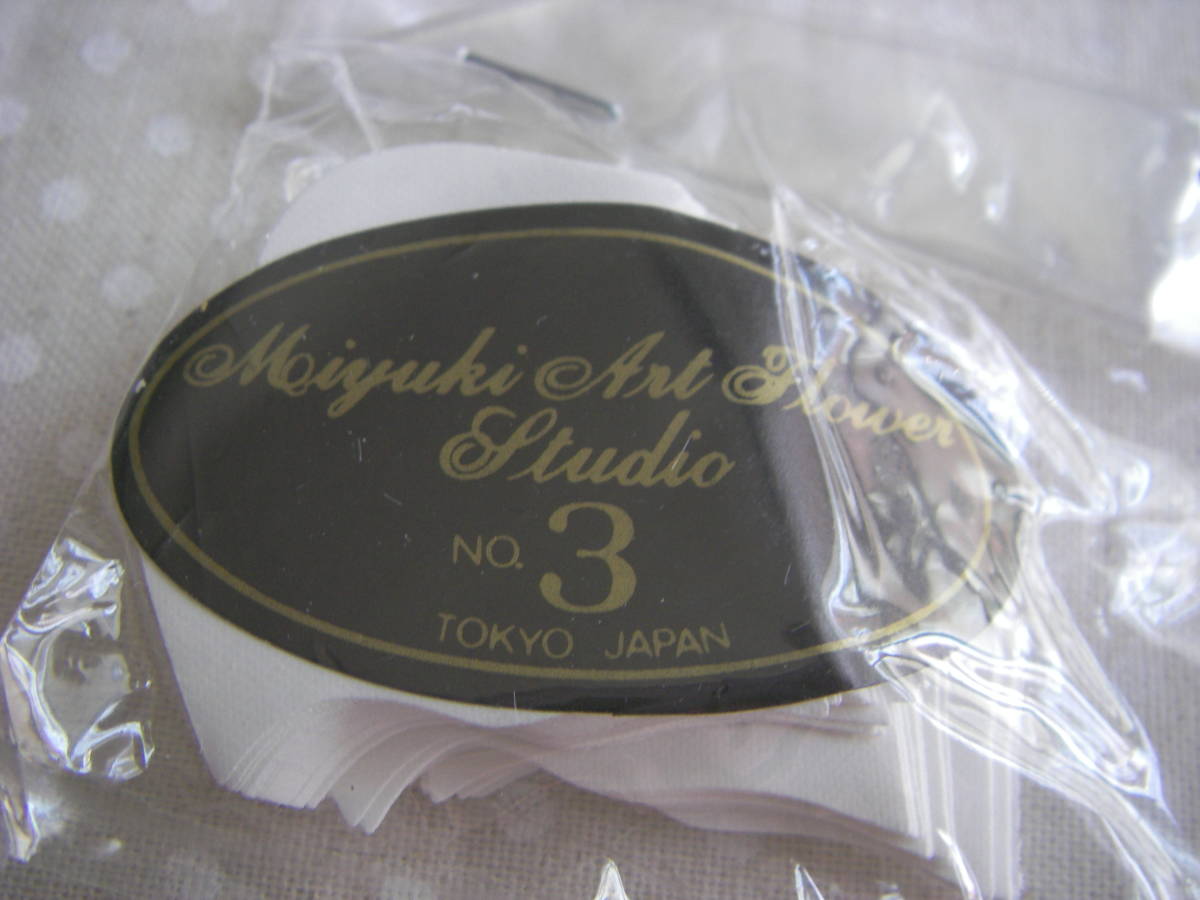 Miyuki Art Flower
Studio
NO. 3
TOKYO JAPAN